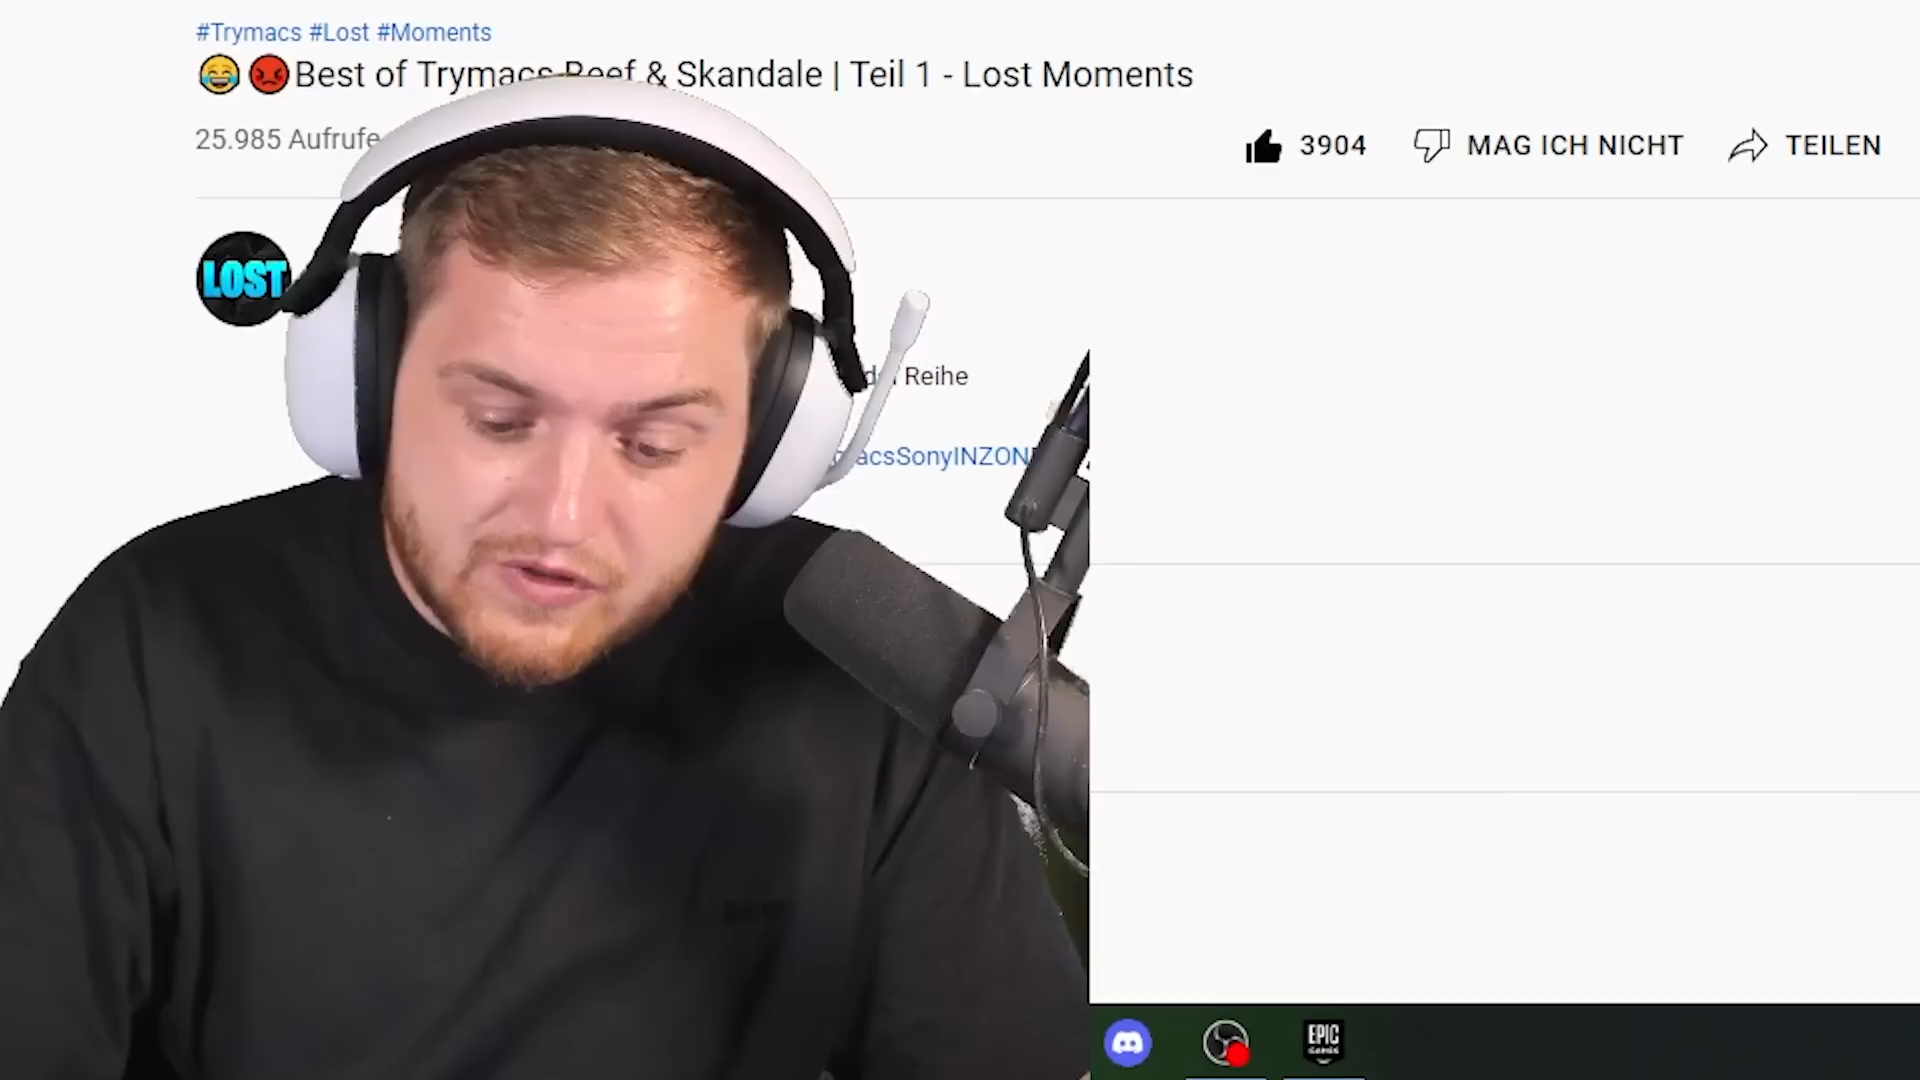 #Trymacs #Lost #Moments
Best of Trymacs Beef & Skandale | Teil 1 - Lost Moments
25.985 Aufrufe
3904 MAG ICH NICHT TEILEN
LOST
Reihe
EPIC
GAMES